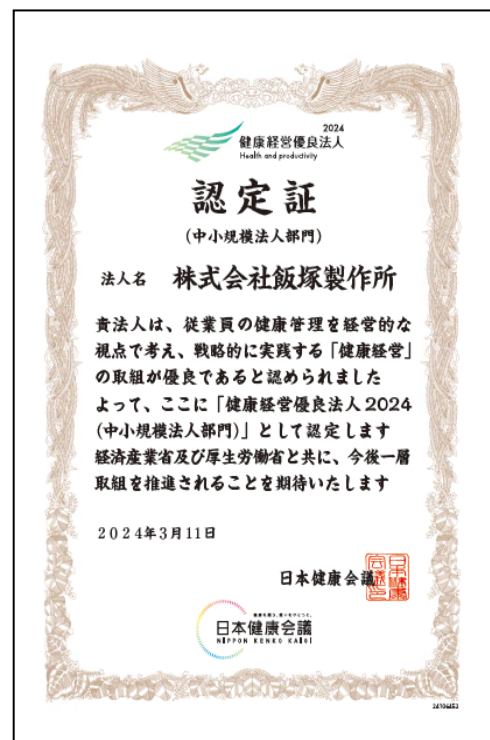 2024
健康経営優良法人
Health and productivity
認定証
(中小規模法人部門)
法人名 株式会社飯塚製作所
貴法人は、従業員の健康管理を経営的な
視点で考え、戦略的に実践する「健康経営」
の取組が優良であると認められました
よって、ここに「健康経営優良法人2024
(中小規模法人部門)」として認定します
経済産業省及び厚生労働省と共に、今後一層
取組を推進されることを期待いたします
2024年3月11日
日本健康会議
日本健康会議
NIPPON KENKO KAIGI